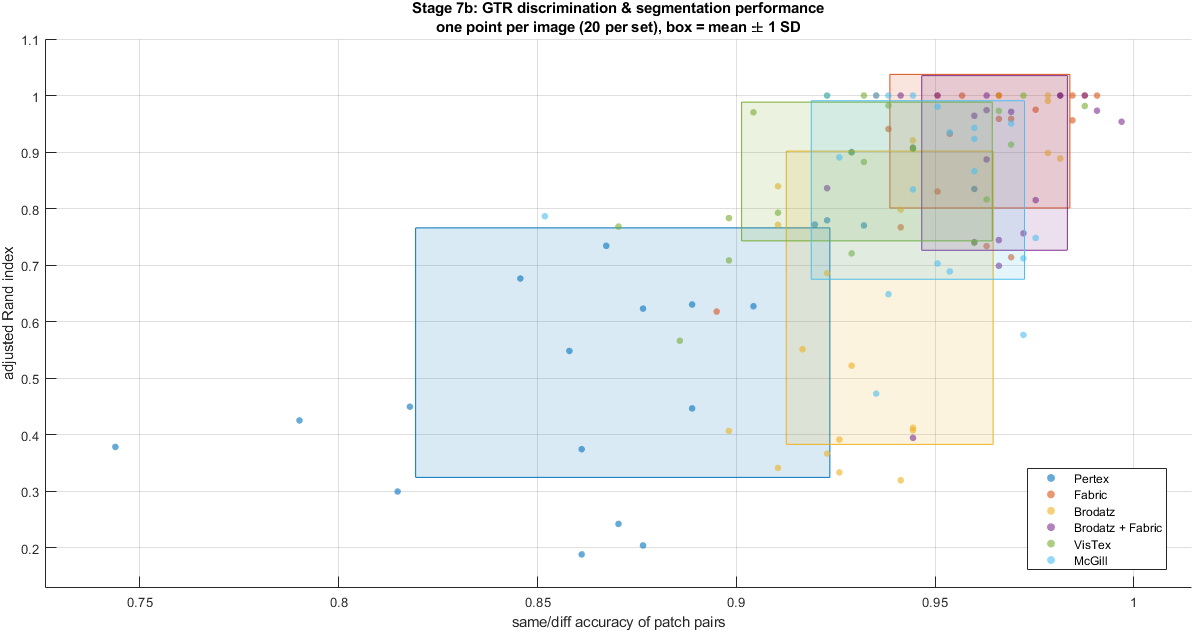 Stage 7b: GTR discrimination & segmentation performance
one point per image (20 per set), box = mean ± 1 SD
adjusted Rand index
1.1
1
0.9
0.8
0.7
0.6
0.5
0.4
0.3
0.2
Pertex
Fabric
Brodatz
Brodatz + Fabric
VisTex
McGill
0.75
0.8
0.85
0.9
0.95
1
same/diff accuracy of patch pairs